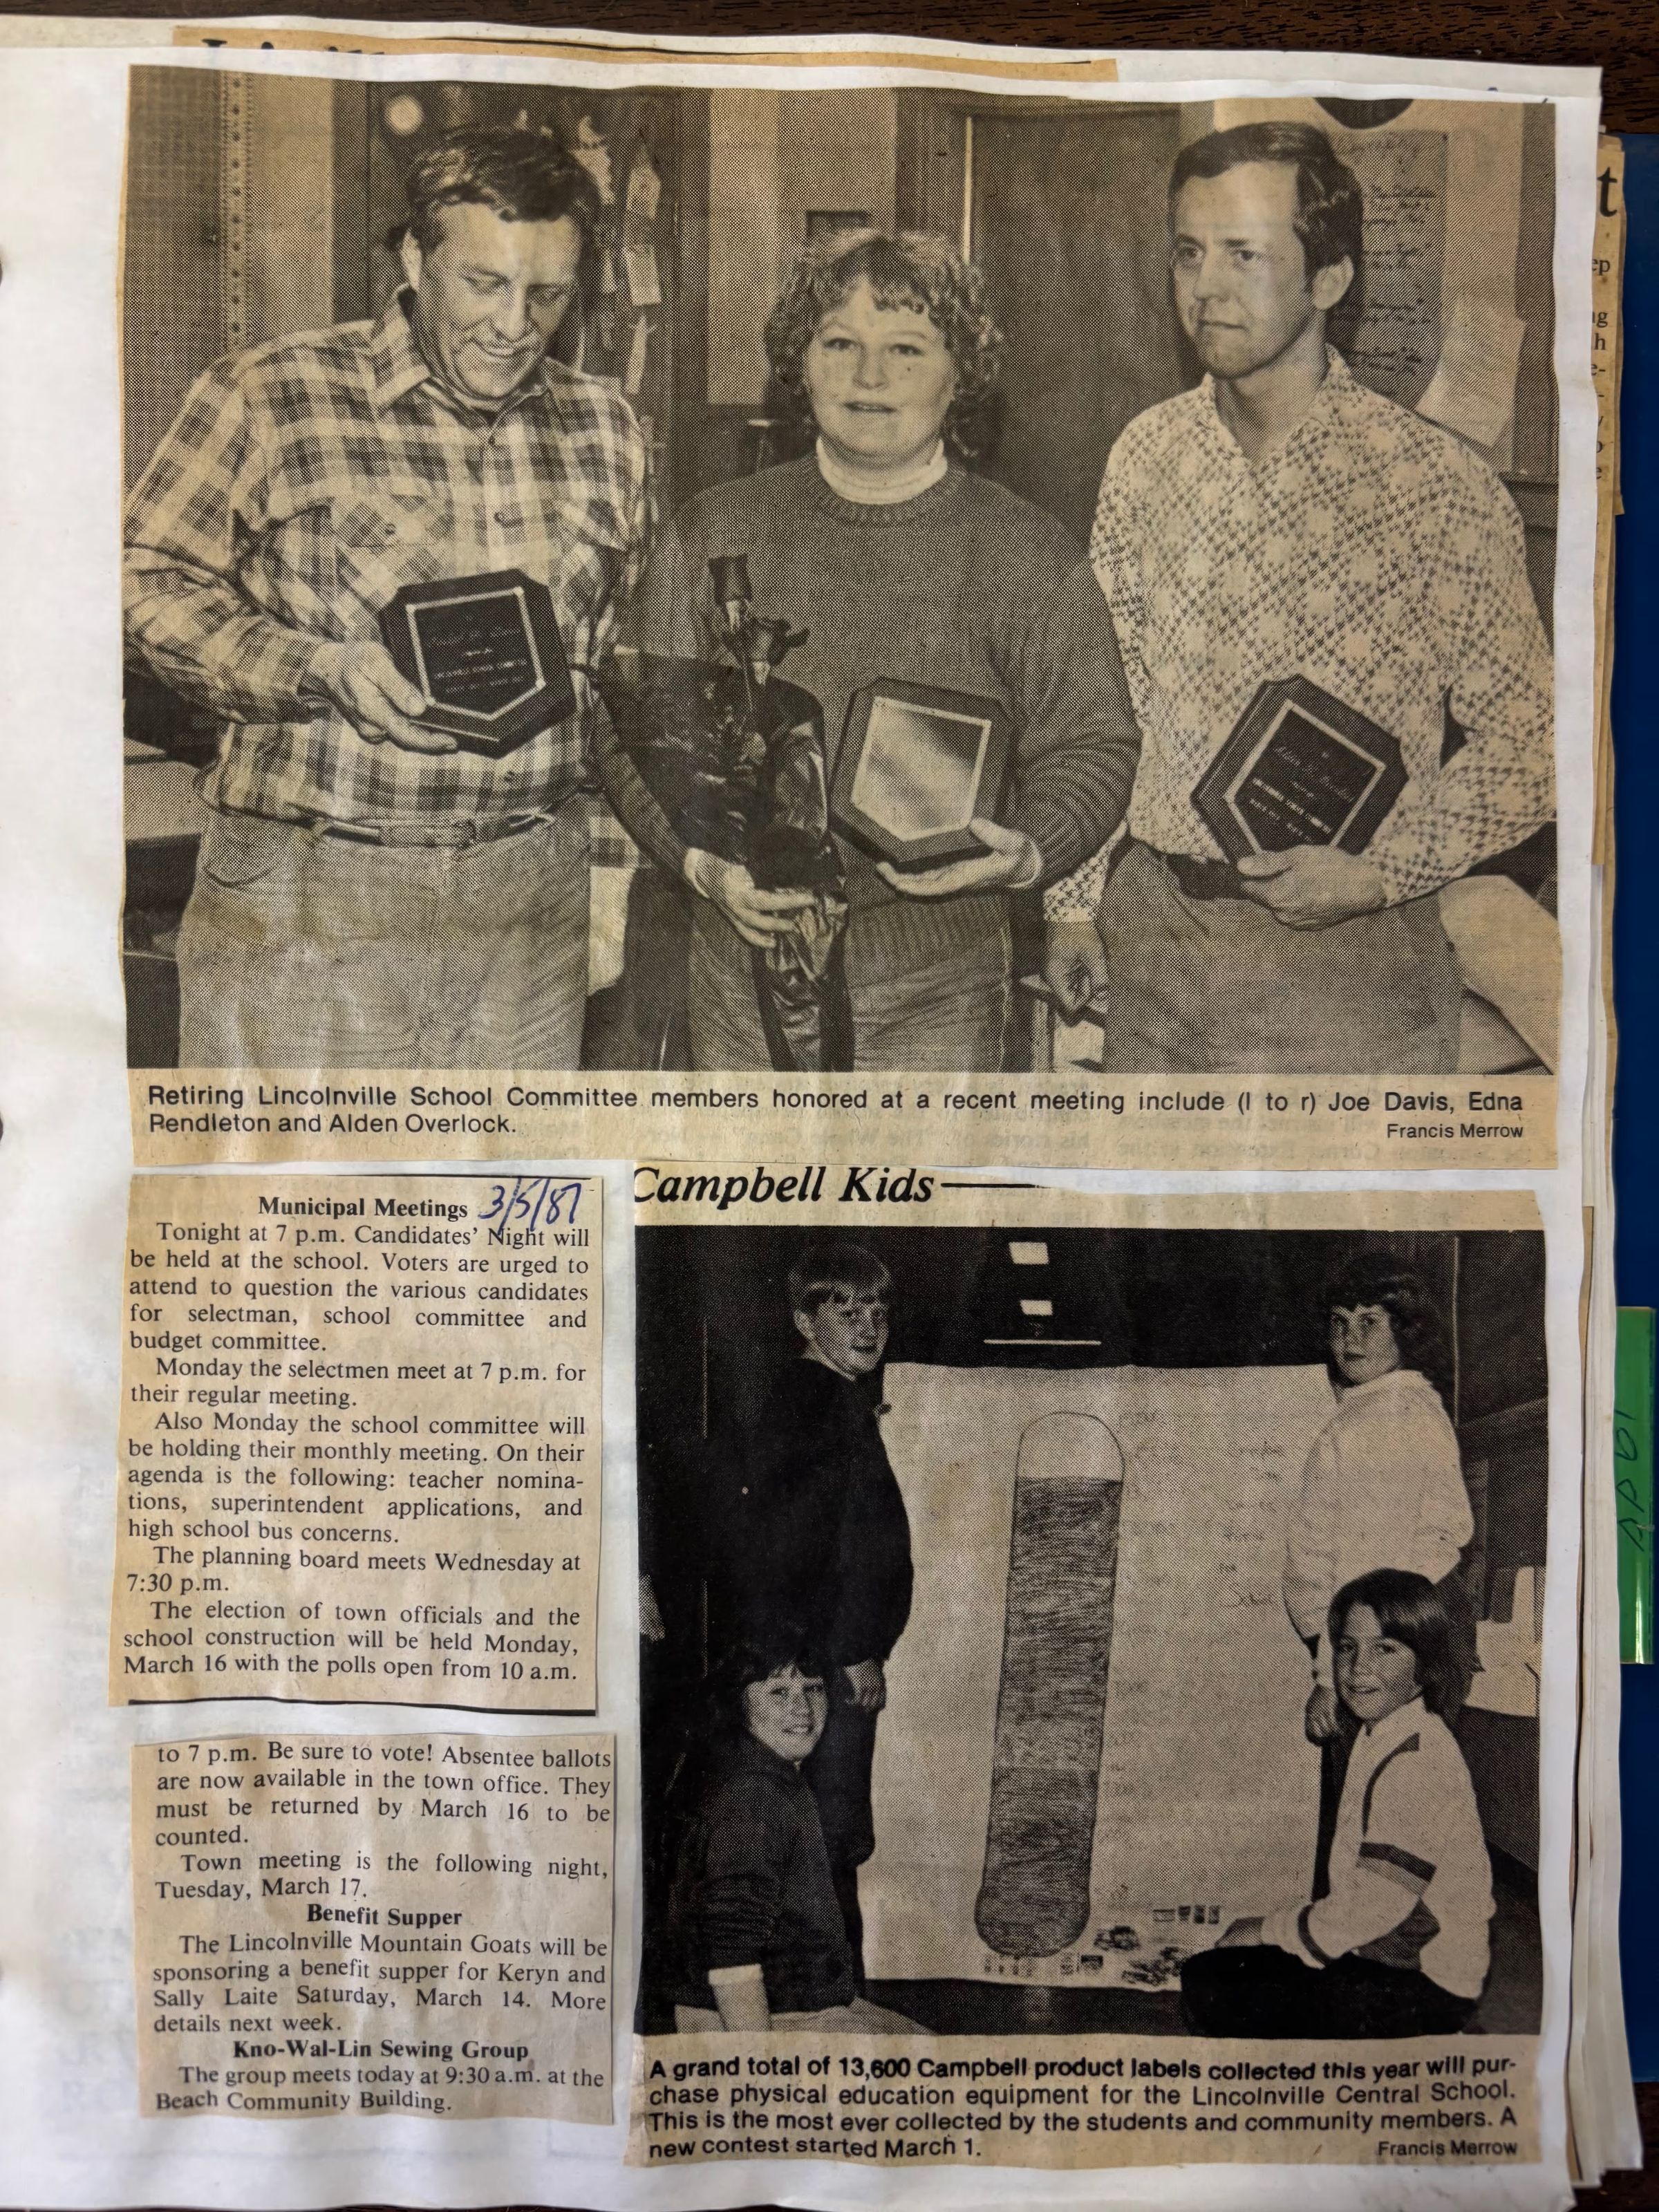 Retiring Lincolnville School Committee members honored at a recent meeting include (l to r) Joe Davis, Edna
Pendleton and Alden Overlock.
Francis Merrow
Municipal Meetings 3/5/87
Tonight at 7 p.m. Candidates' Night will
be held at the school. Voters are urged to
attend to question the various candidates
for selectman, school committee and
budget committee.
Monday the selectmen meet at 7 p.m. for
their regular meeting.
Also Monday the school committee will
be holding their monthly meeting. On their
agenda is the following: teacher nomina-
tions, superintendent applications, and
high school bus concerns.
The planning board meets Wednesday at
7:30 p.m.
The election of town officials and the
school construction will be held Monday,
March 16 with the polls open from 10 a.m.
to 7 p.m. Be sure to vote! Absentee ballots
are now available in the town office. They
must be returned by March 16 to be
counted.
Town meeting is the following night,
Tuesday, March 17.
Benefit Supper
The Lincolnville Mountain Goats will be
sponsoring a benefit supper for Keryn and
Sally Laite Saturday, March 14. More
details next week.
Kno-Wal-Lin Sewing Group
The group meets today at 9:30 a.m. at the
Beach Community Building.
Campbell Kids
A grand total of 13,600 Campbell product labels collected this year will pur-
chase physical education equipment for the Lincolnville Central School.
This is the most ever collected by the students and community members. A
new contest started March 1.
Francis Merrow